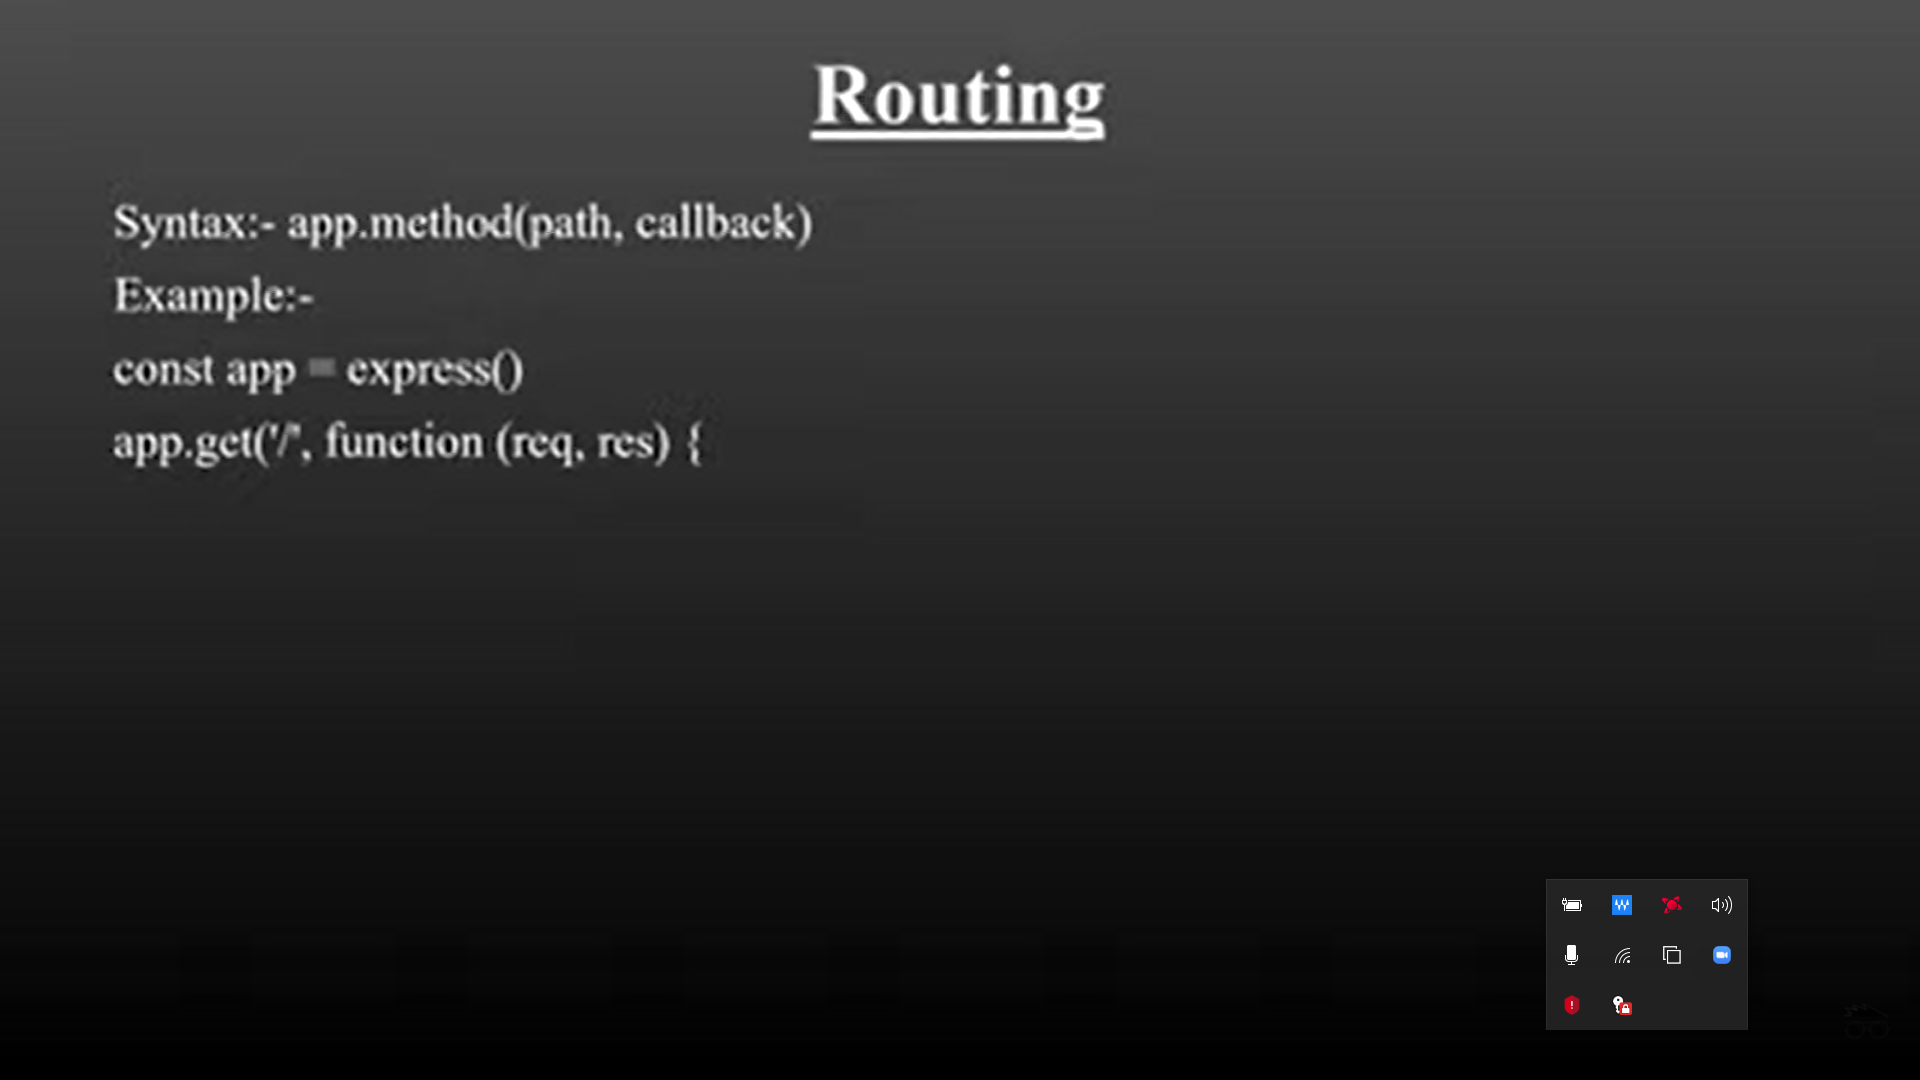 Routing
Syntax:- app.method(path, callback)
Example:-
const app = express()
app.get('/', function (req, res) {